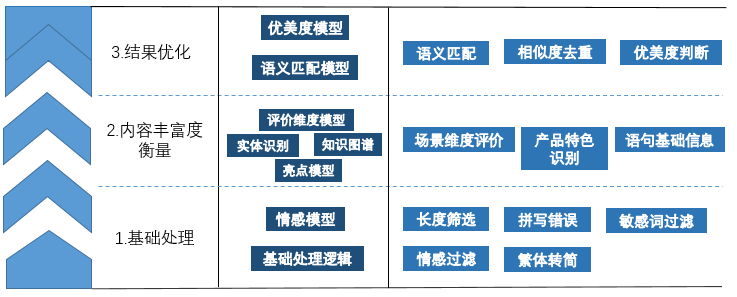 3.结果优化
优美度模型
语义匹配模型
语义匹配
相似度去重
优美度判断
2.内容丰富度
衡量
评价维度模型
实体识别
知识图谱
亮点模型
场景维度评价
产品特色
识别
语句基础信息
1.基础处理
情感模型
基础处理逻辑
长度筛选
拼写错误
敏感词过滤
情感过滤
繁体转简